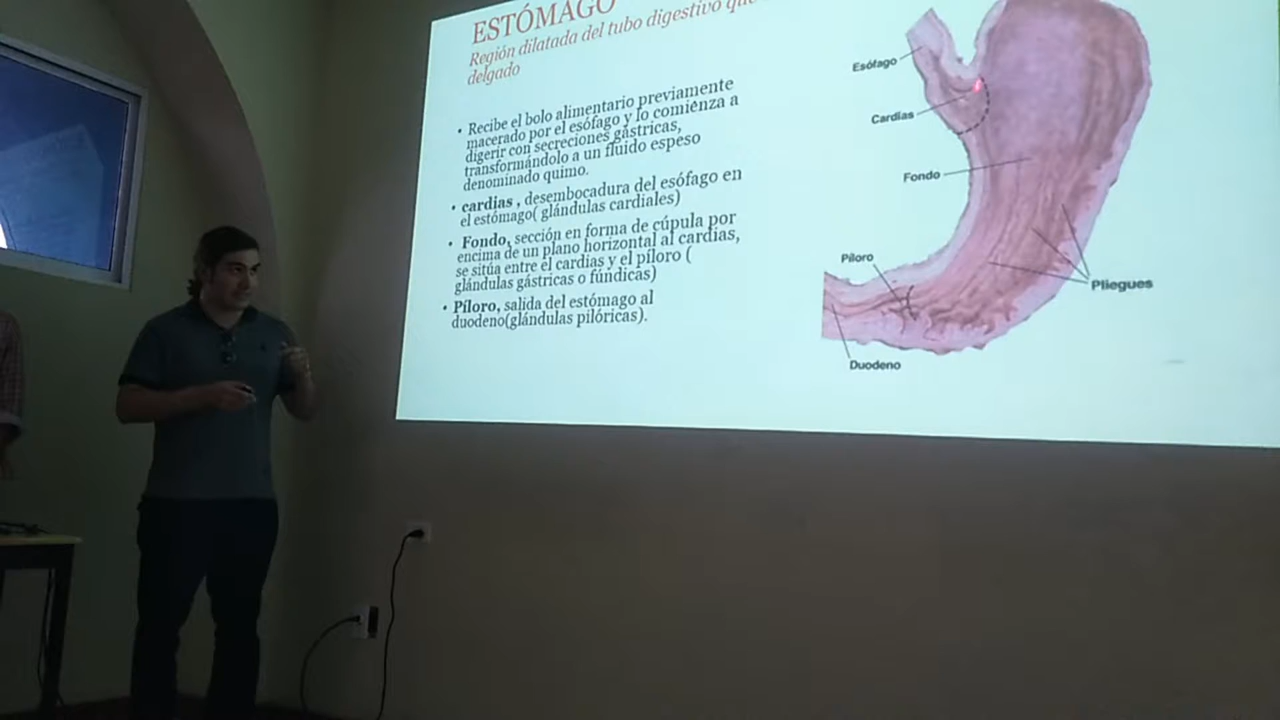 ESTÓMAGO
Región dilatada del tubo digestivo que
delgado
• Recibe el bolo alimentario previamente
macerado por el esófago y lo comienza a
digerir con secreciones gástricas,
transformándolo a un fluido espeso
denominado quimo.
• cardias , desembocadura del esófago en
el estómago( glándulas cardiales)
• Fondo, sección en forma de cúpula por
encima de un plano horizontal al cardias,
se sitúa entre el cardias y el píloro (
glándulas gástricas o fúndicas)
• Píloro, salida del estómago al
duodeno(glándulas pilóricas).
Esófago
Cardias
Fondo
Píloro
Pliegues
Duodeno